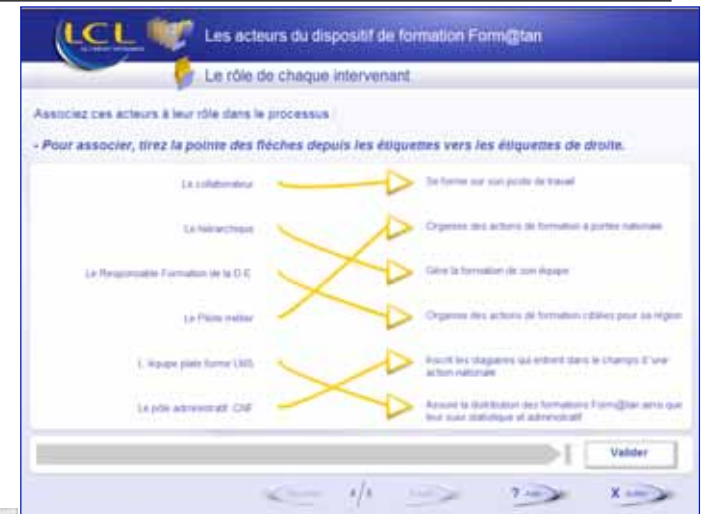 LCL
Les acteurs du dispositif de formation Form@tan
Le rôle de chaque intervenant
Associez ces acteurs à leur rôle dans le processus
- Pour associer, tirez la pointe des flèches depuis les étiquettes vers les étiquettes de droite.
Le collaborateur
Se forme sur son poste de travail
Le hiérarchique
Organise des actions de formation à portée nationale
Le Responsable Formation de la D.E.
Gère la formation de son équipe
Le Pilote métier
Organise des actions de formation ciblées pour sa région
L'équipe plate forme LMS
Inscrit les stagiaires qui entrent dans le champs d'une
action nationale
Le pôle administratif CNF
Assure la distribution des formations Form@tan ainsi que
leur suivi statistique et administratif
Valider
?
X